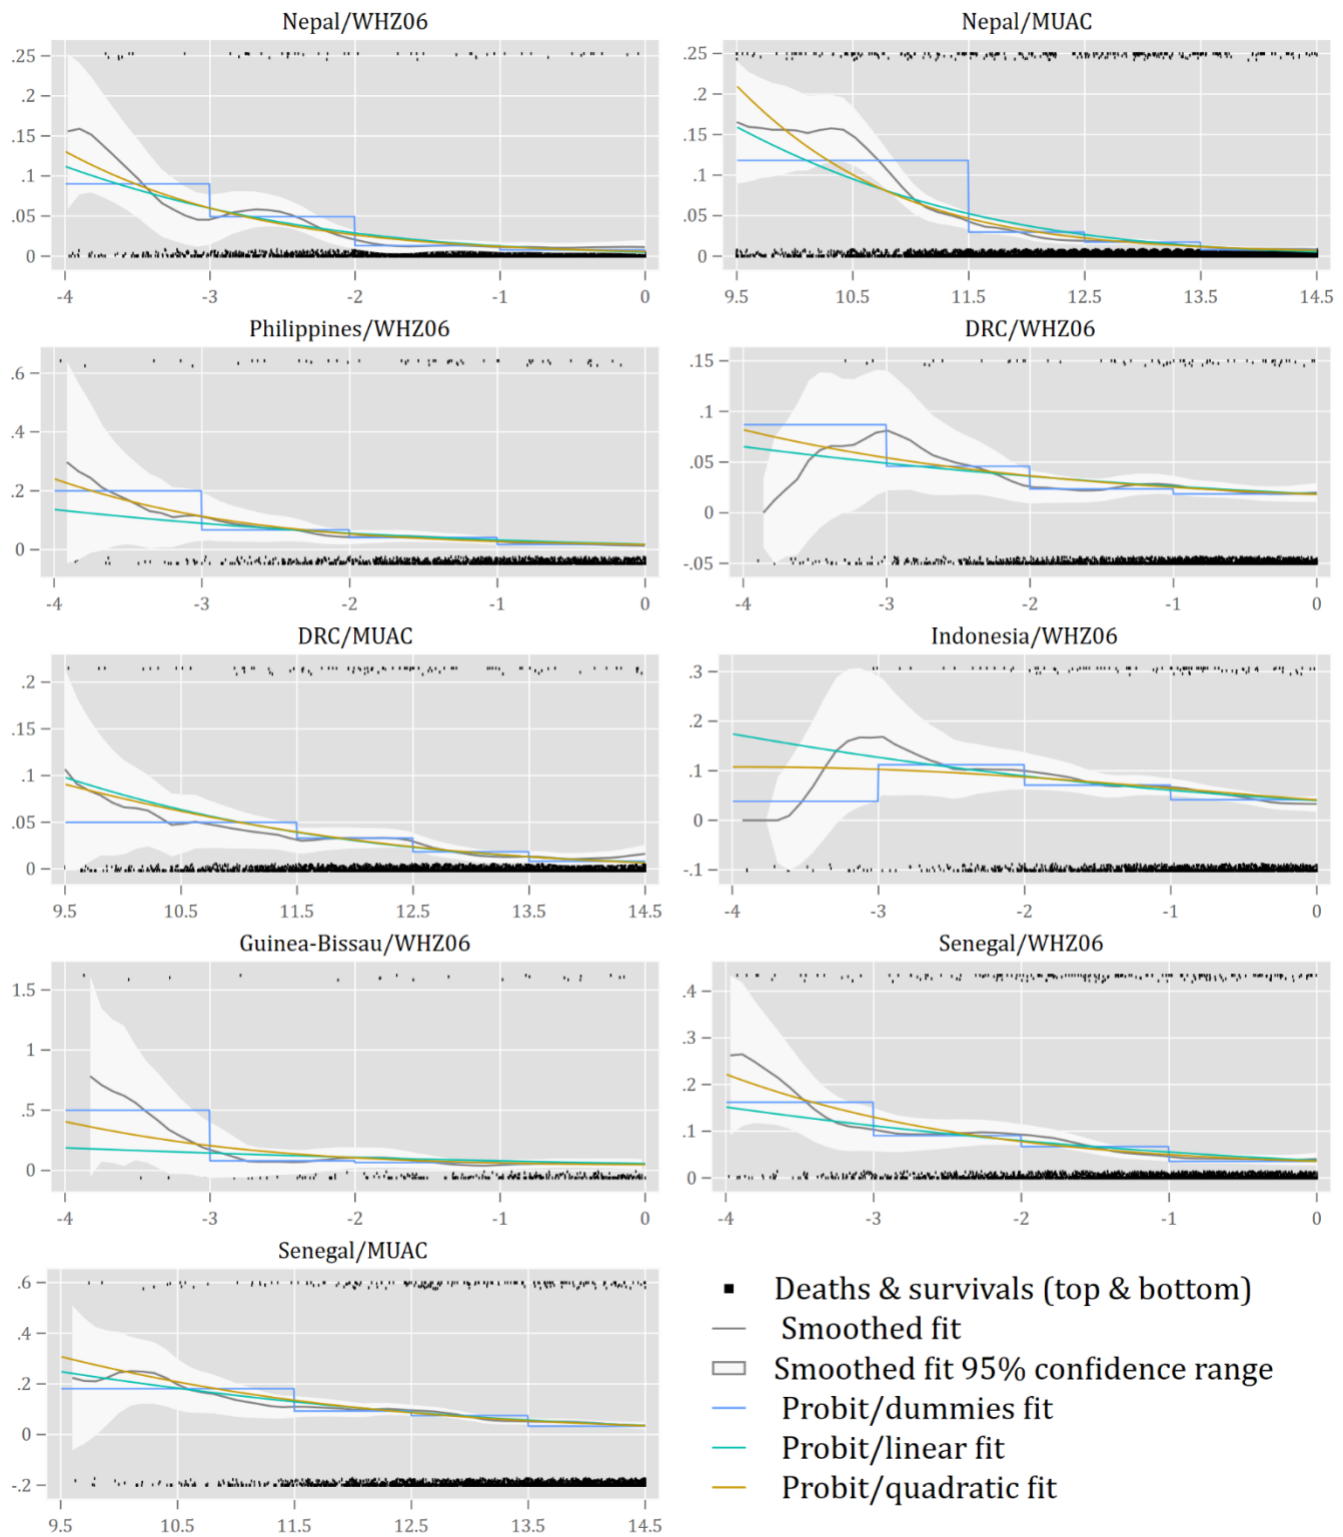 Nepal/WHZ06
.25
.2
.15
.1
.05
0
-4 -3 -2 -1 0
Nepal/MUAC
.25
.2
.15
.1
.05
0
9.5 10.5 11.5 12.5 13.5 14.5
Philippines/WHZ06
.6
.4
.2
0
-4 -3 -2 -1 0
DRC/WHZ06
.15
.1
.05
0
-.05
-4 -3 -2 -1 0
DRC/MUAC
.2
.15
.1
.05
0
9.5 10.5 11.5 12.5 13.5 14.5
Indonesia/WHZ06
.3
.2
.1
0
-.1
-4 -3 -2 -1 0
Guinea-Bissau/WHZ06
1.5
1
.5
0
-4 -3 -2 -1 0
Senegal/WHZ06
.4
.3
.2
.1
0
-4 -3 -2 -1 0
Senegal/MUAC
.6
.4
.2
0
-.2
9.5 10.5 11.5 12.5 13.5 14.5
Deaths & survivals (top & bottom)
Smoothed fit
Smoothed fit 95% confidence range
Probit/dummies fit
Probit/linear fit
Probit/quadratic fit